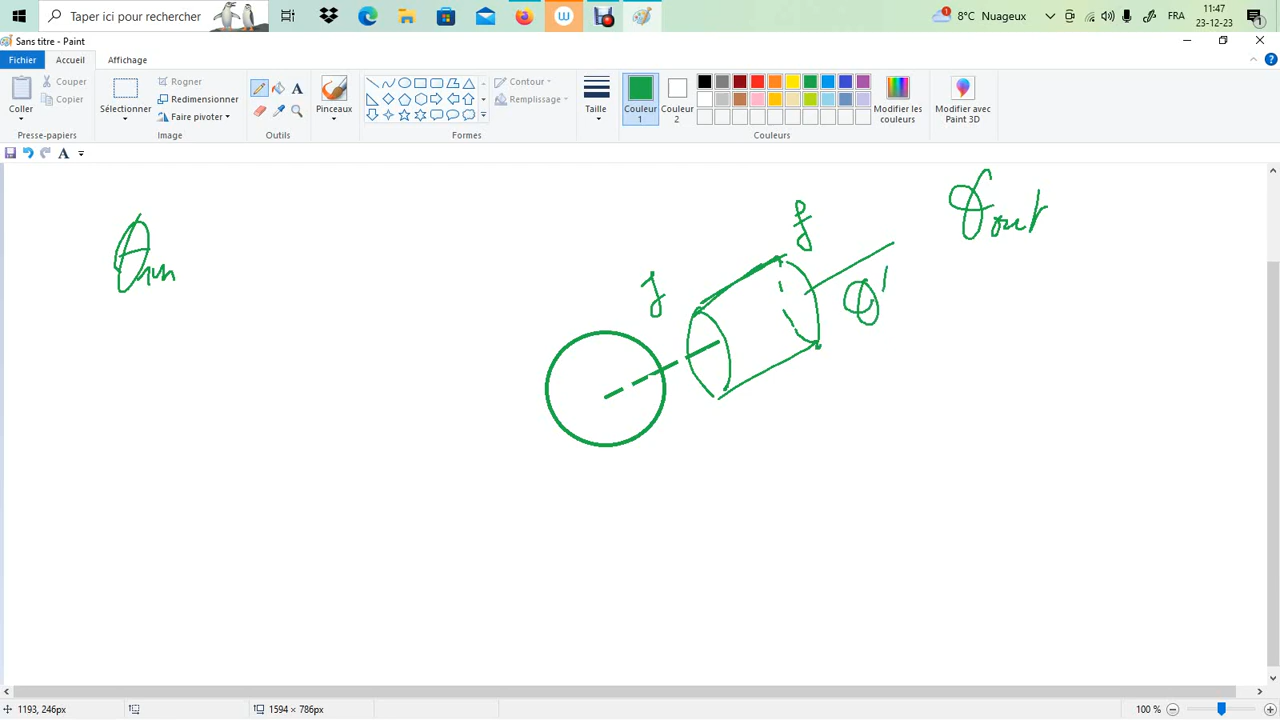 Taper ici pour rechercher
W
8°C Nuageux
FRA
11:47
23-12-23
1
Sans titre - Paint
Fichier
Accueil
Affichage
Coller
Couper
Copier
Presse-papiers
Sélectionner
Rogner
Redimensionner
Faire pivoter
Image
A
Outils
Pinceaux
Contour
Remplissage
Formes
Taille
Couleur 1
Couleur 2
Modifier les couleurs
Couleurs
Modifier avec Paint 3D
A
out
1193, 246px
1594 × 786px
100 %